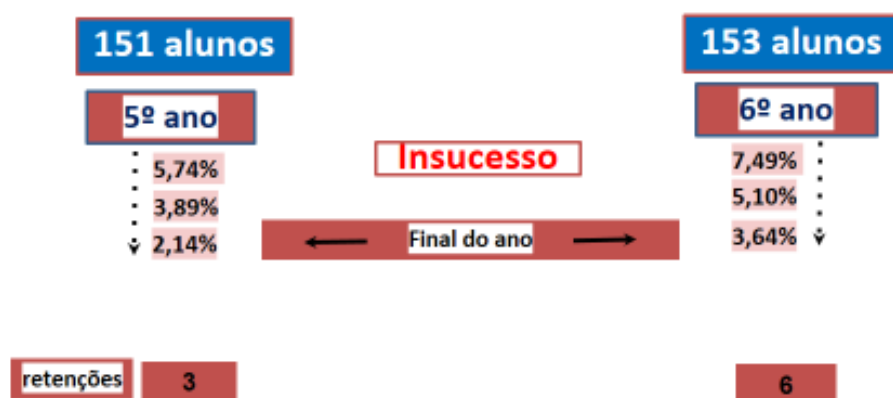 151 alunos
153 alunos
5º ano
6º ano
Insucesso
5,74%
7,49%
3,89%
5,10%
2,14%
Final do ano
3,64%
retenções
3
6